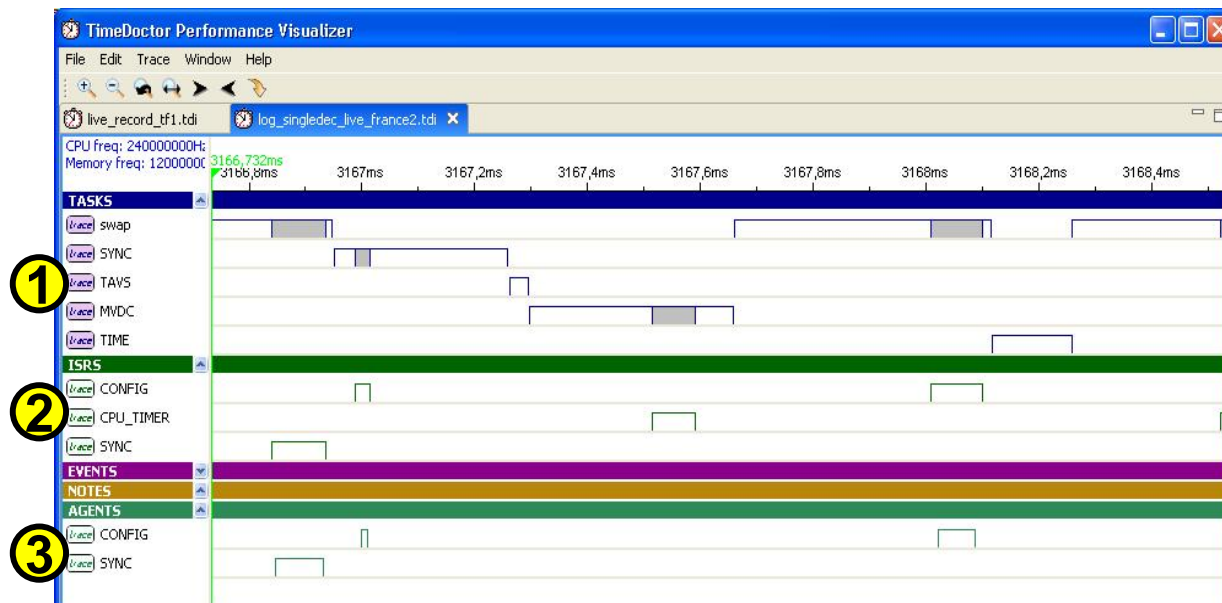 TimeDoctor Performance Visualizer
File Edit Trace Window Help
live_record_tf1.tdi log_singledec_live_france2.tdi
CPU freq: 240000000Hz
Memory freq: 12000000
3166,732ms
3166,8ms 3167ms 3167,2ms 3167,4ms 3167,6ms 3167,8ms 3168ms 3168,2ms 3168,4ms
TASKS
trace swap
trace SYNC
1
trace TAVS
trace MVDC
trace TIME
ISRS
trace CONFIG
2
trace CPU_TIMER
trace SYNC
EVENTS
NOTES
AGENTS
trace CONFIG
3
trace SYNC